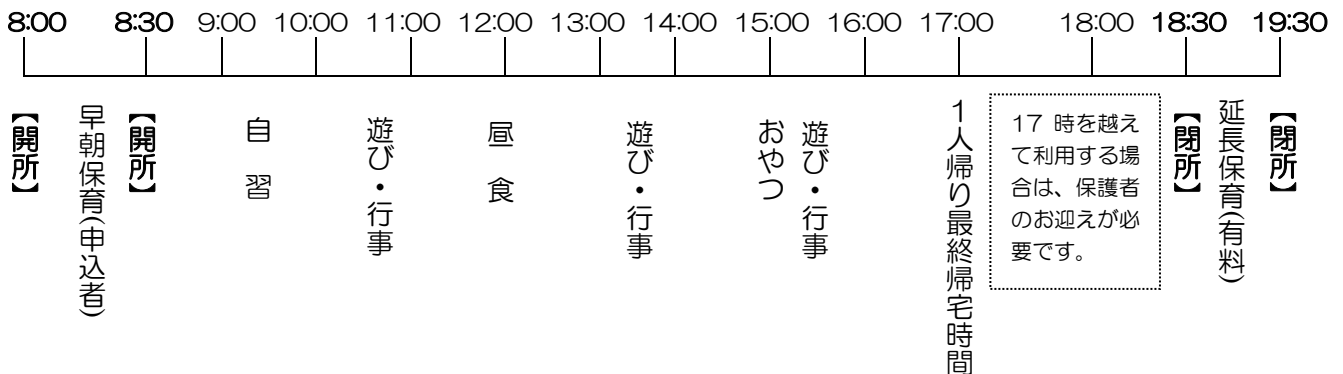 8:00 8:30 9:00 10:00 11:00 12:00 13:00 14:00 15:00 16:00 17:00 18:00 18:30 19:30
【開所】
早朝保育(申込者)
【開所】
自習
遊び・行事
昼食
遊び・行事
おやつ
遊び・行事
1人帰り最終帰宅時間
17 時を越え
て利用する場
合は、保護者
のお迎えが必
要です。
【閉所】
延長保育(有料)
【閉所】